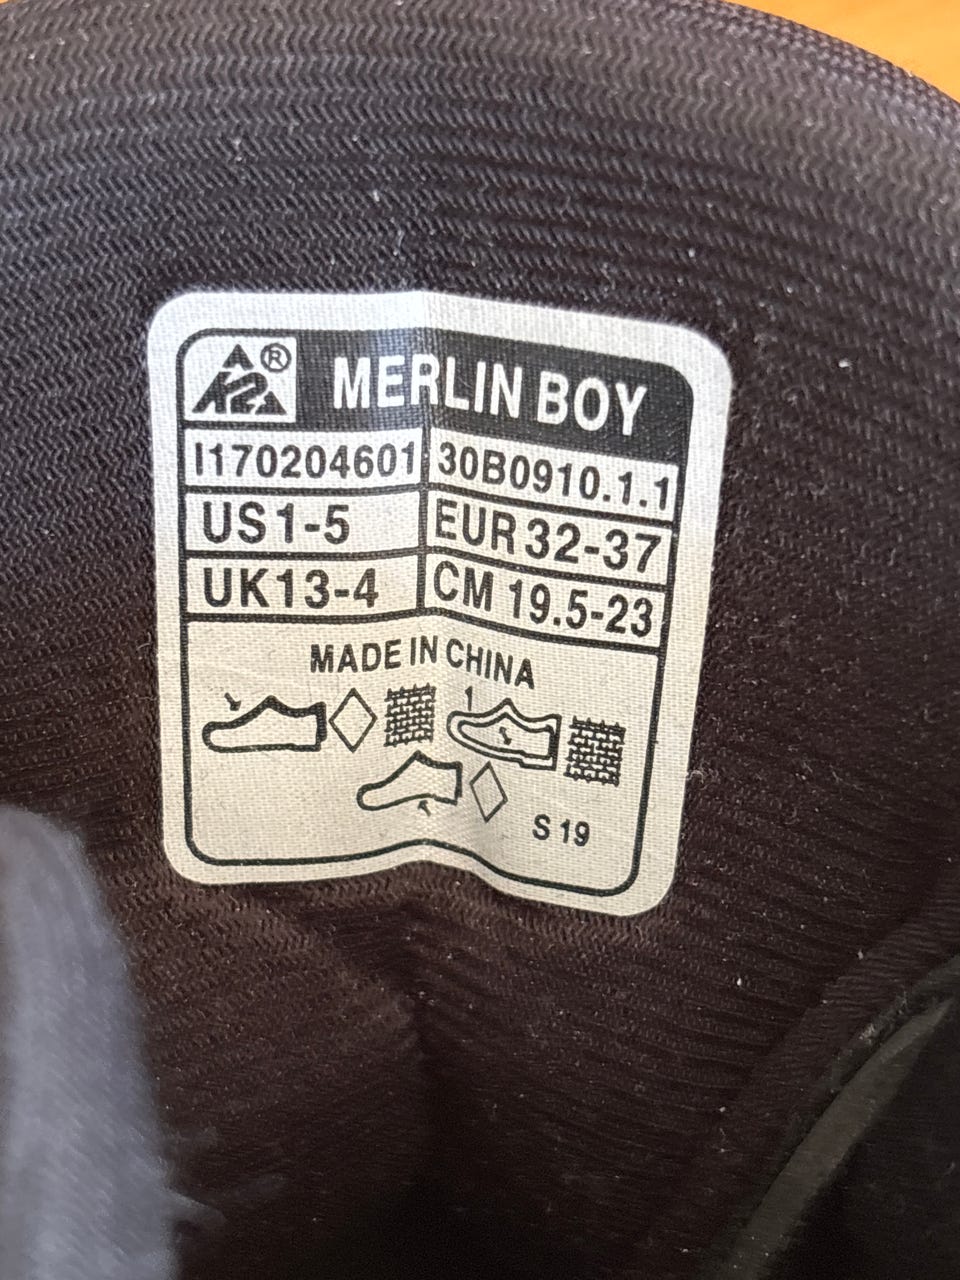 K2®
MERLIN BOY
I170204601 30B0910.1.1
US1-5 EUR 32-37
UK13-4 CM 19.5-23
MADE IN CHINA
1
S 19